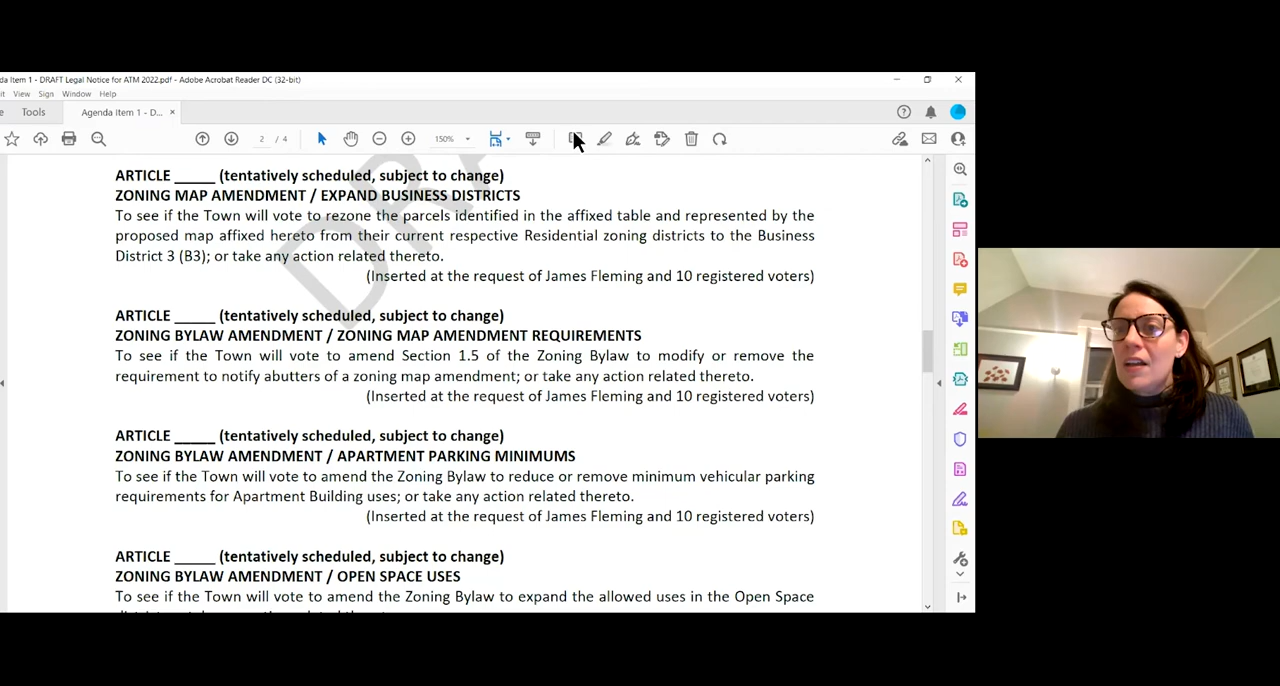 da Item 1 - DRAFT Legal Notice for ATM 2022.pdf - Adobe Acrobat Reader DC (32-bit)
it View Sign Window Help
e Tools Agenda Item 1 - D... ×
2 / 4 150%
DRA
ARTICLE _____ (tentatively scheduled, subject to change)
ZONING MAP AMENDMENT / EXPAND BUSINESS DISTRICTS
To see if the Town will vote to rezone the parcels identified in the affixed table and represented by the
proposed map affixed hereto from their current respective Residential zoning districts to the Business
District 3 (B3); or take any action related thereto.
(Inserted at the request of James Fleming and 10 registered voters)
ARTICLE _____ (tentatively scheduled, subject to change)
ZONING BYLAW AMENDMENT / ZONING MAP AMENDMENT REQUIREMENTS
To see if the Town will vote to amend Section 1.5 of the Zoning Bylaw to modify or remove the
requirement to notify abutters of a zoning map amendment; or take any action related thereto.
(Inserted at the request of James Fleming and 10 registered voters)
ARTICLE _____ (tentatively scheduled, subject to change)
ZONING BYLAW AMENDMENT / APARTMENT PARKING MINIMUMS
To see if the Town will vote to amend the Zoning Bylaw to reduce or remove minimum vehicular parking
requirements for Apartment Building uses; or take any action related thereto.
(Inserted at the request of James Fleming and 10 registered voters)
ARTICLE _____ (tentatively scheduled, subject to change)
ZONING BYLAW AMENDMENT / OPEN SPACE USES
To see if the Town will vote to amend the Zoning Bylaw to expand the allowed uses in the Open Space